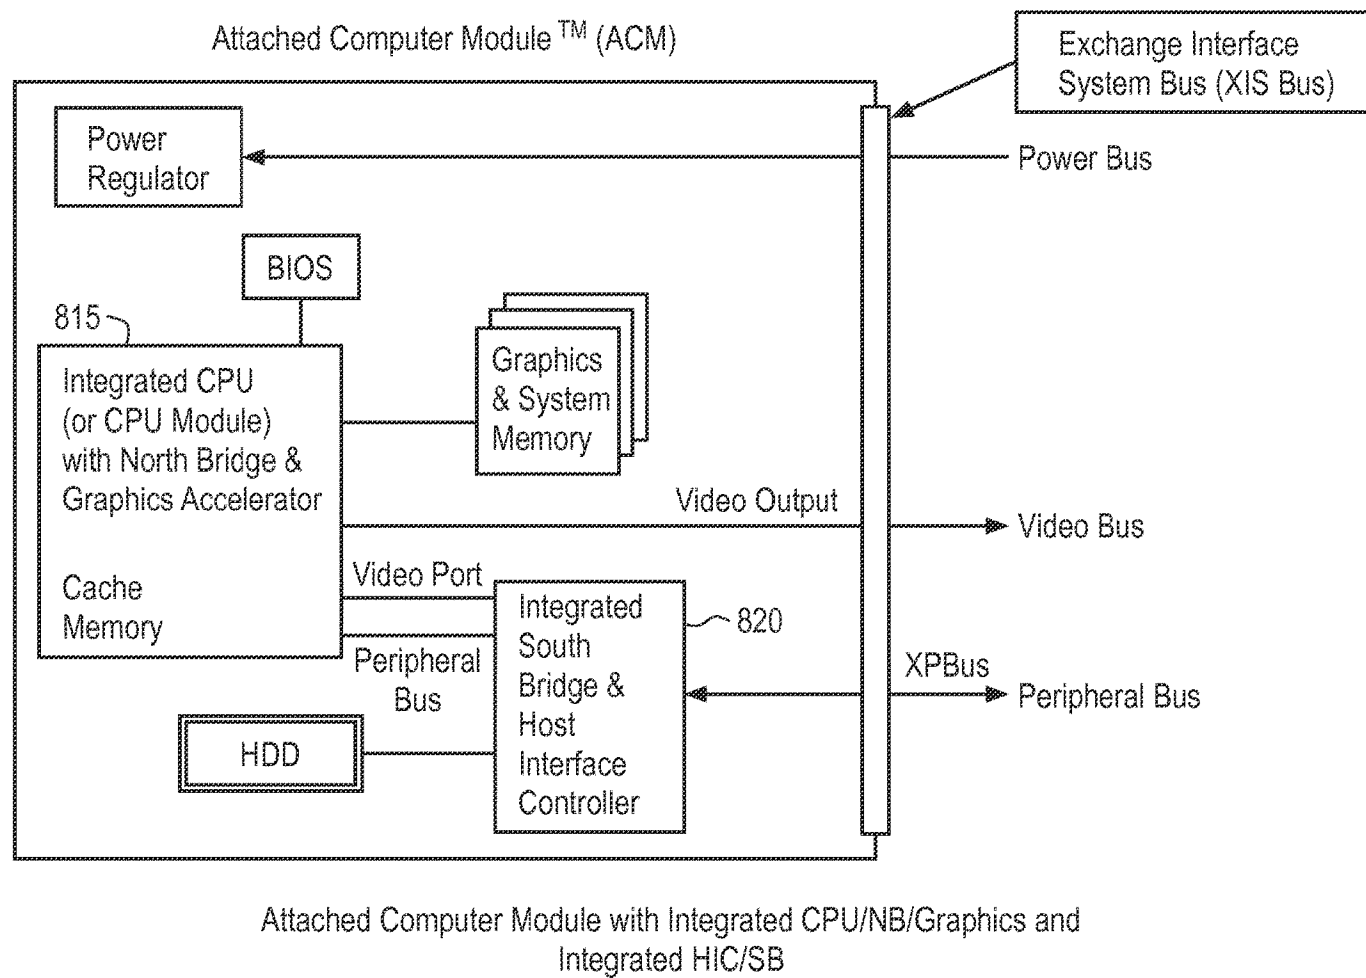 Attached Computer Module™ (ACM)
Exchange Interface
System Bus (XIS Bus)
Power
Regulator
Power Bus
BIOS
815
Integrated CPU
(or CPU Module)
with North Bridge &
Graphics Accelerator
Cache
Memory
Graphics
& System
Memory
Video Output
Video Bus
Video Port
Peripheral
Bus
Integrated
South
Bridge &
Host
Interface
Controller
820
XPBus
Peripheral Bus
HDD
Attached Computer Module with Integrated CPU/NB/Graphics and
Integrated HIC/SB